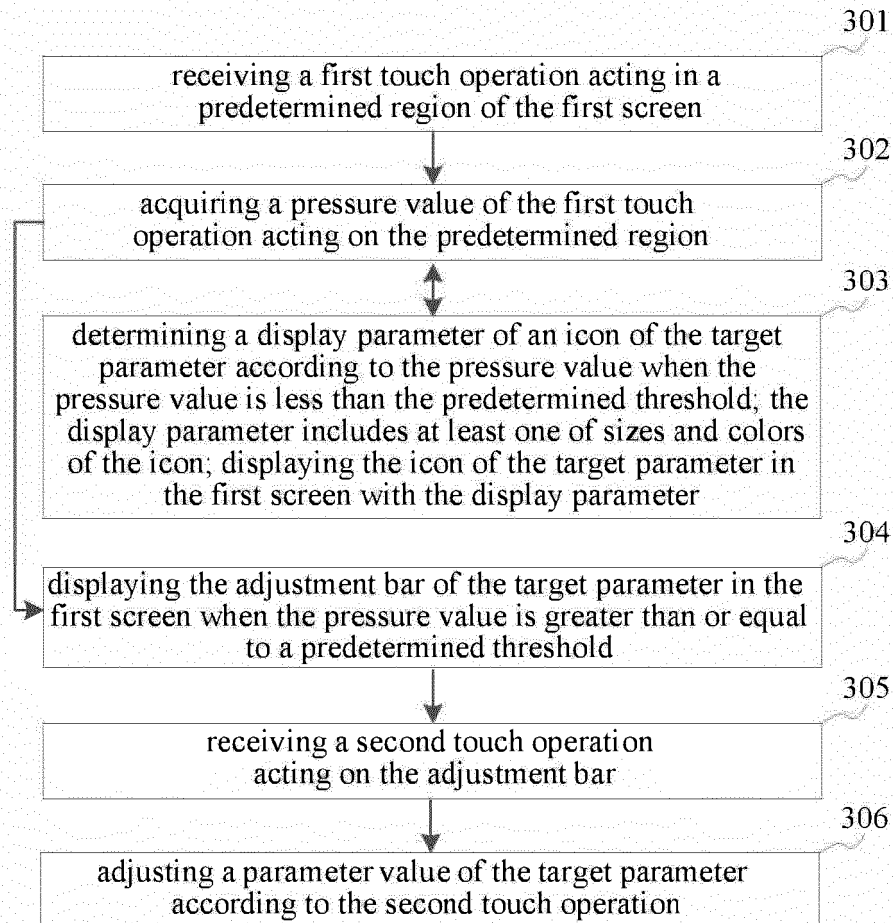 301
receiving a first touch operation acting in a
predetermined region of the first screen
302
acquiring a pressure value of the first touch
operation acting on the predetermined region
303
determining a display parameter of an icon of the target
parameter according to the pressure value when the
pressure value is less than the predetermined threshold; the
display parameter includes at least one of sizes and colors
of the icon; displaying the icon of the target parameter in
the first screen with the display parameter
304
displaying the adjustment bar of the target parameter in the
first screen when the pressure value is greater than or equal
to a predetermined threshold
305
receiving a second touch operation
acting on the adjustment bar
306
adjusting a parameter value of the target parameter
according to the second touch operation